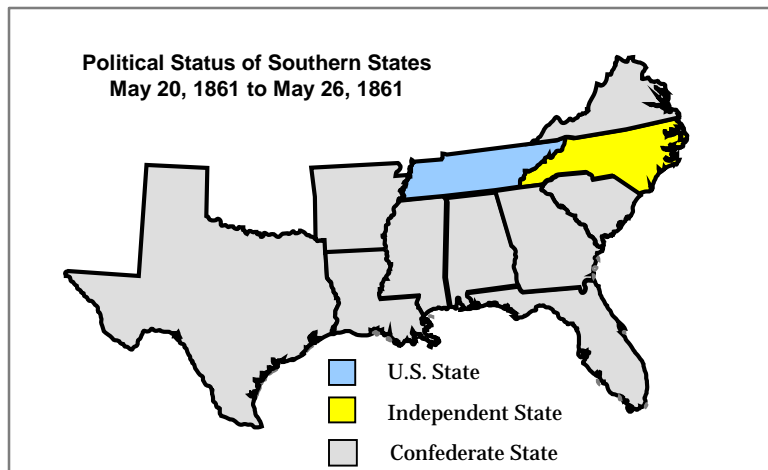 Political Status of Southern States
May 20, 1861 to May 26, 1861
U.S. State
Independent State
Confederate State